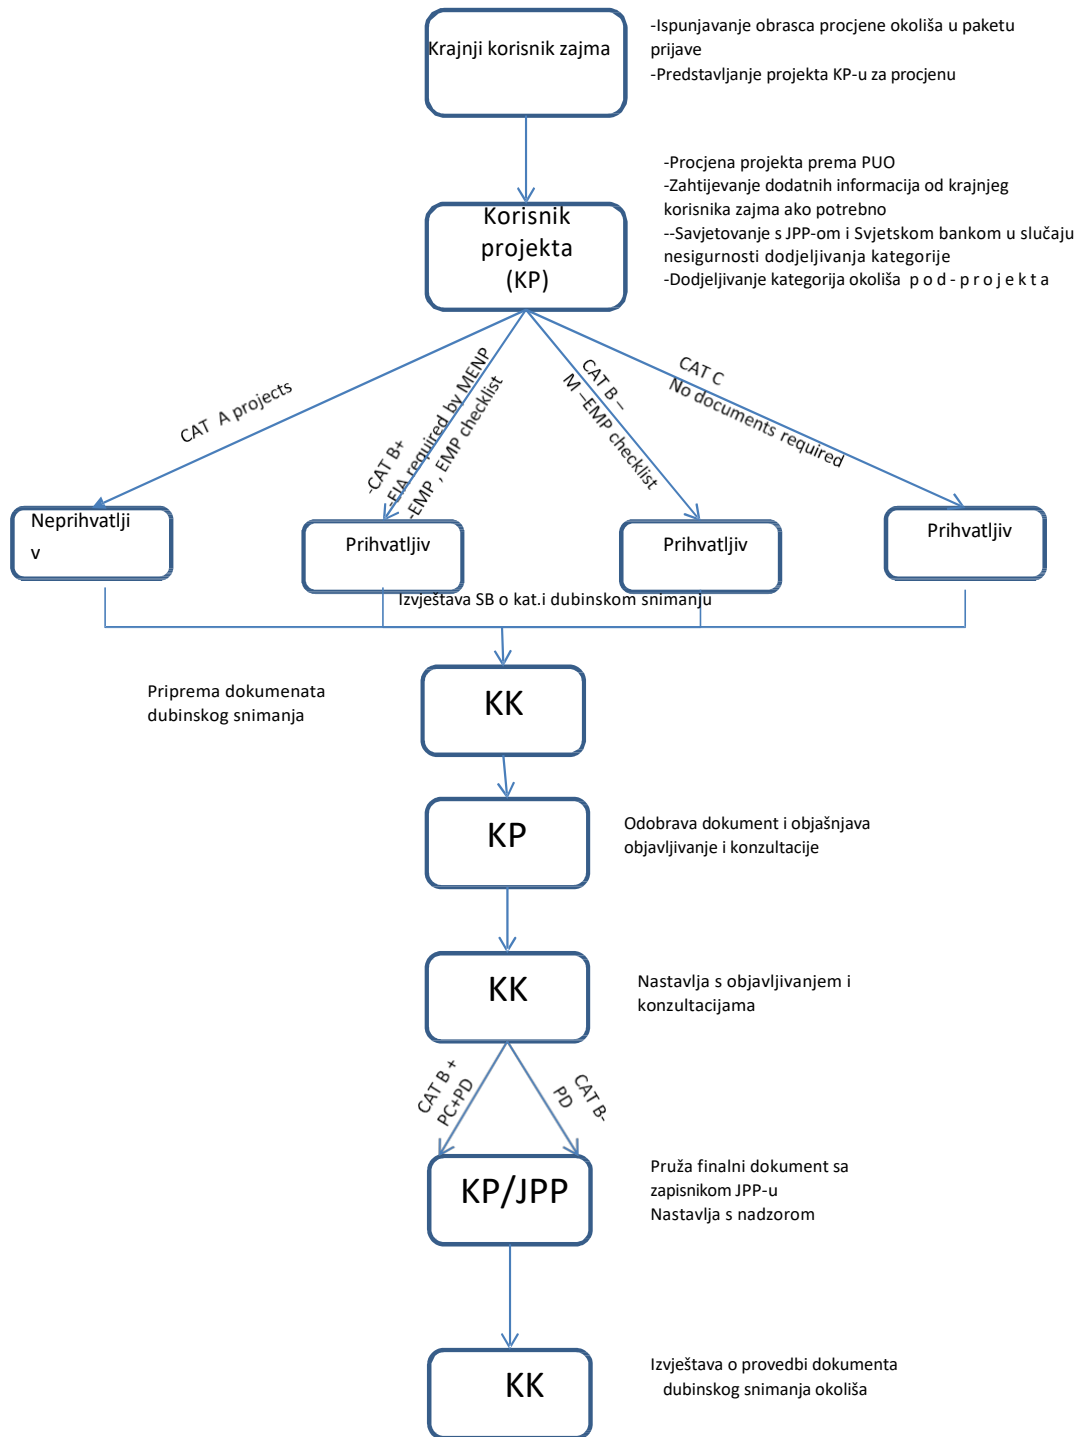 Krajnji korisnik zajma
-Ispunjavanje obrasca procjene okoliša u paketu
prijave
-Predstavljanje projekta KP-u za procjenu
Korisnik
projekta
(KP)
-Procjena projekta prema PUO
-Zahtijevanje dodatnih informacija od krajnjeg
korisnika zajma ako potrebno
--Savjetovanje s JPP-om i Svjetskom bankom u slučaju
nesigurnosti dodjeljivanja kategorije
-Dodjeljivanje kategorija okoliša pod-projekta
CAT A projects
-CAT B+
-EIA required by MENP
-EMP , EMP checklist
CAT B –
M –EMP checklist
CAT C
No documents required
Neprihvatlji
v
Prihvatljiv
Prihvatljiv
Prihvatljiv
Izvještava SB o kat.i dubinskom snimanju
Priprema dokumenata
dubinskog snimanja
KK
KP
Odobrava dokument i objašnjava
objavljivanje i konzultacije
KK
Nastavlja s objavljivanjem i
konzultacijama
CAT B +
PC+PD
CAT B-
PD
KP/JPP
Pruža finalni dokument sa
zapisnikom JPP-u
Nastavlja s nadzorom
KK
Izvještava o provedbi dokumenta
dubinskog snimanja okoliša